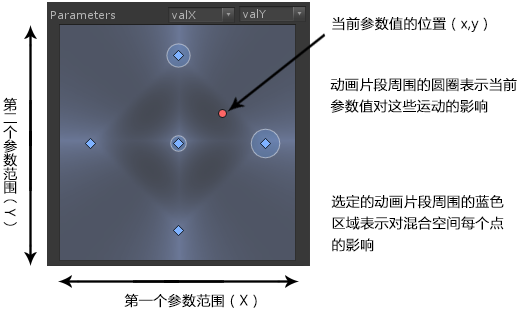 Parameters
valX
valY
当前参数值的位置（x,y）
动画片段周围的圆圈表示当前
参数值对这些运动的影响
选定的动画片段周围的蓝色
区域表示对混合空间每个点
的影响
第二个参数范围（Y）
第一个参数范围（X）